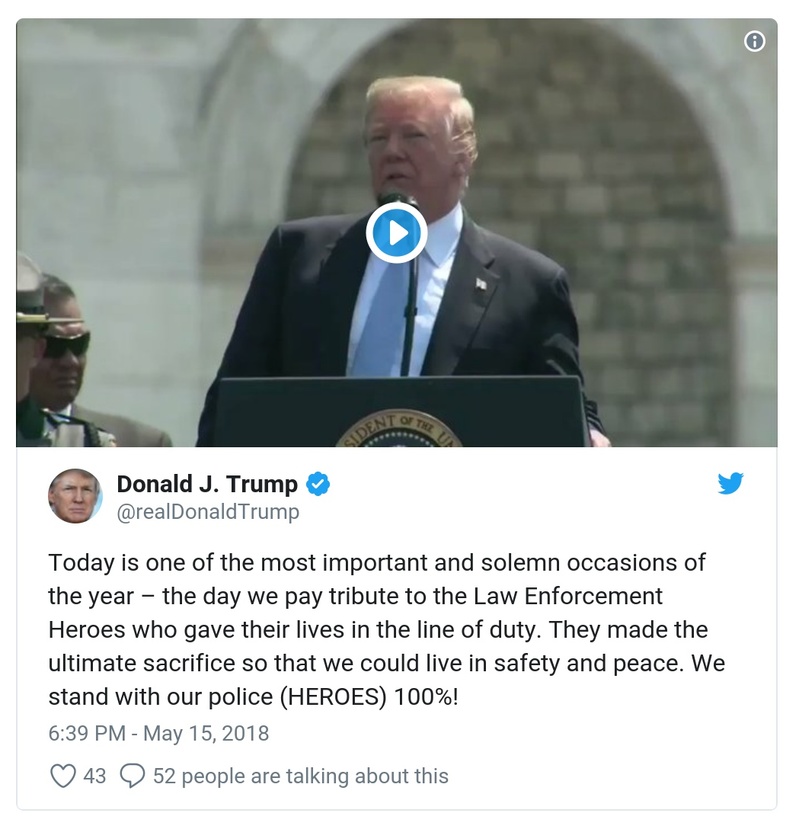 SIDENT OF THE U
Donald J. Trump
@realDonaldTrump
Today is one of the most important and solemn occasions of
the year – the day we pay tribute to the Law Enforcement
Heroes who gave their lives in the line of duty. They made the
ultimate sacrifice so that we could live in safety and peace. We
stand with our police (HEROES) 100%!
6:39 PM - May 15, 2018
43 52 people are talking about this